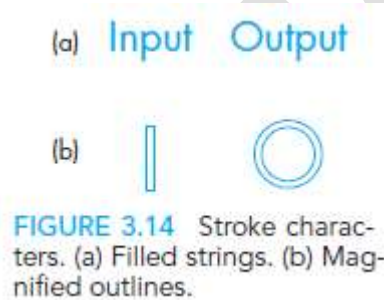 (a) Input Output
(b)
FIGURE 3.14 Stroke charac-
ters. (a) Filled strings. (b) Mag-
nified outlines.